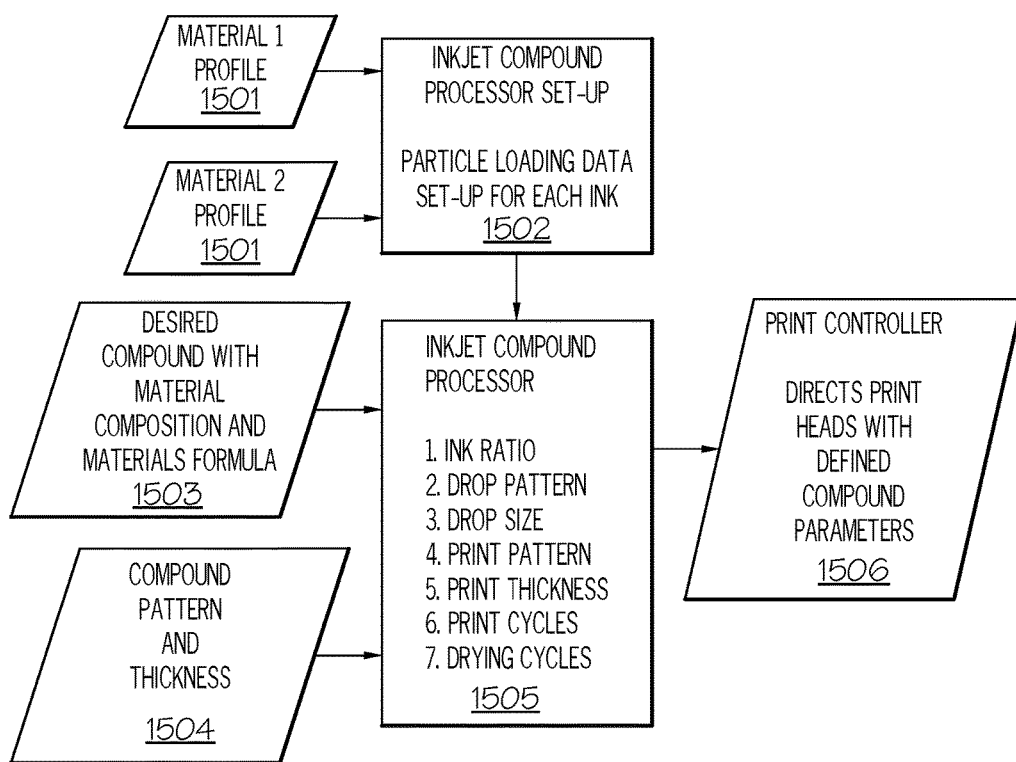 MATERIAL 1
PROFILE
1501
MATERIAL 2
PROFILE
1501
INKJET COMPOUND
PROCESSOR SET-UP
PARTICLE LOADING DATA
SET-UP FOR EACH INK
1502
DESIRED
COMPOUND WITH
MATERIAL
COMPOSITION AND
MATERIALS FORMULA
1503
COMPOUND
PATTERN
AND
THICKNESS
1504
INKJET COMPOUND
PROCESSOR
1. INK RATIO
2. DROP PATTERN
3. DROP SIZE
4. PRINT PATTERN
5. PRINT THICKNESS
6. PRINT CYCLES
7. DRYING CYCLES
1505
PRINT CONTROLLER
DIRECTS PRINT
HEADS WITH
DEFINED
COMPOUND
PARAMETERS
1506